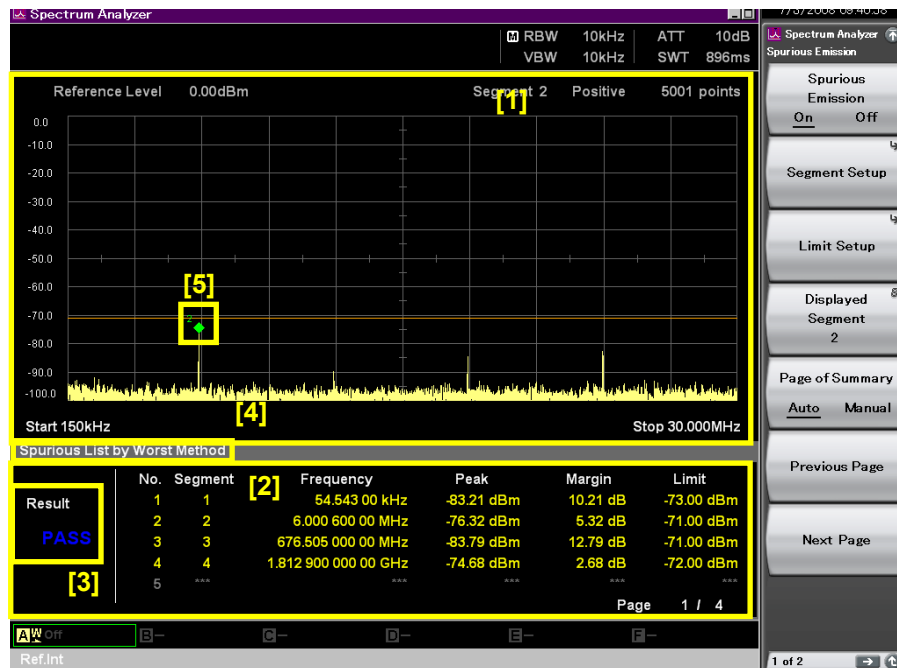 Spectrum Analyzer
7/3/2008 09:40:38
M RBW 10kHz ATT 10dB
VBW 10kHz SWT 896ms
Spectrum Analyzer
Spurious Emission
Reference Level 0.00dBm Segment 2 Positive 5001 points
[1]
0.0
-10.0
-20.0
-30.0
-40.0
-50.0
-60.0
-70.0
-80.0
-90.0
-100.0
[5]
2
[4]
Start 150kHz Stop 30.000MHz
Spurious List by Worst Method
Result
PASS
[3]
[2]
No. Segment Frequency Peak Margin Limit
1 1 54.543 00 kHz -83.21 dBm 10.21 dB -73.00 dBm
2 2 6.000 600 00 MHz -76.32 dBm 5.32 dB -71.00 dBm
3 3 676.505 000 00 MHz -83.79 dBm 12.79 dB -71.00 dBm
4 4 1.812 900 000 00 GHz -74.68 dBm 2.68 dB -72.00 dBm
5 *** *** *** *** ***
Page 1 / 4
A W Off B- C- D- E- F-
Ref.Int
Spurious
Emission
On Off
Segment Setup
Limit Setup
Displayed
Segment
2
Page of Summary
Auto Manual
Previous Page
Next Page
1 of 2